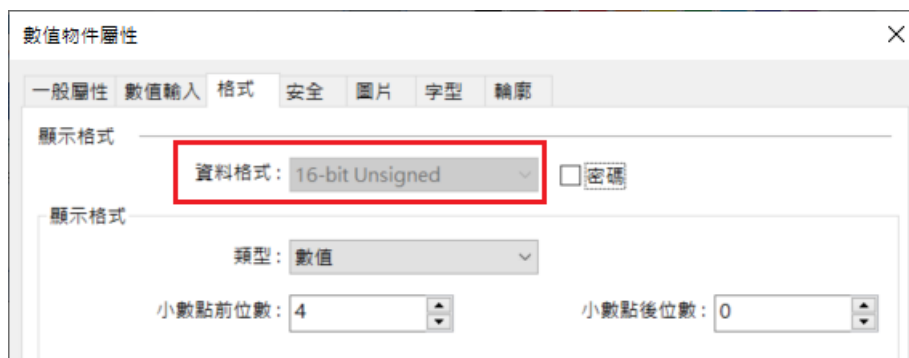 數值物件屬性
一般屬性 數值輸入 格式 安全 圖片 字型 輪廓
顯示格式
資料格式: 16-bit Unsigned 密碼
顯示格式
類型: 數值
小數點前位數: 4 小數點後位數: 0